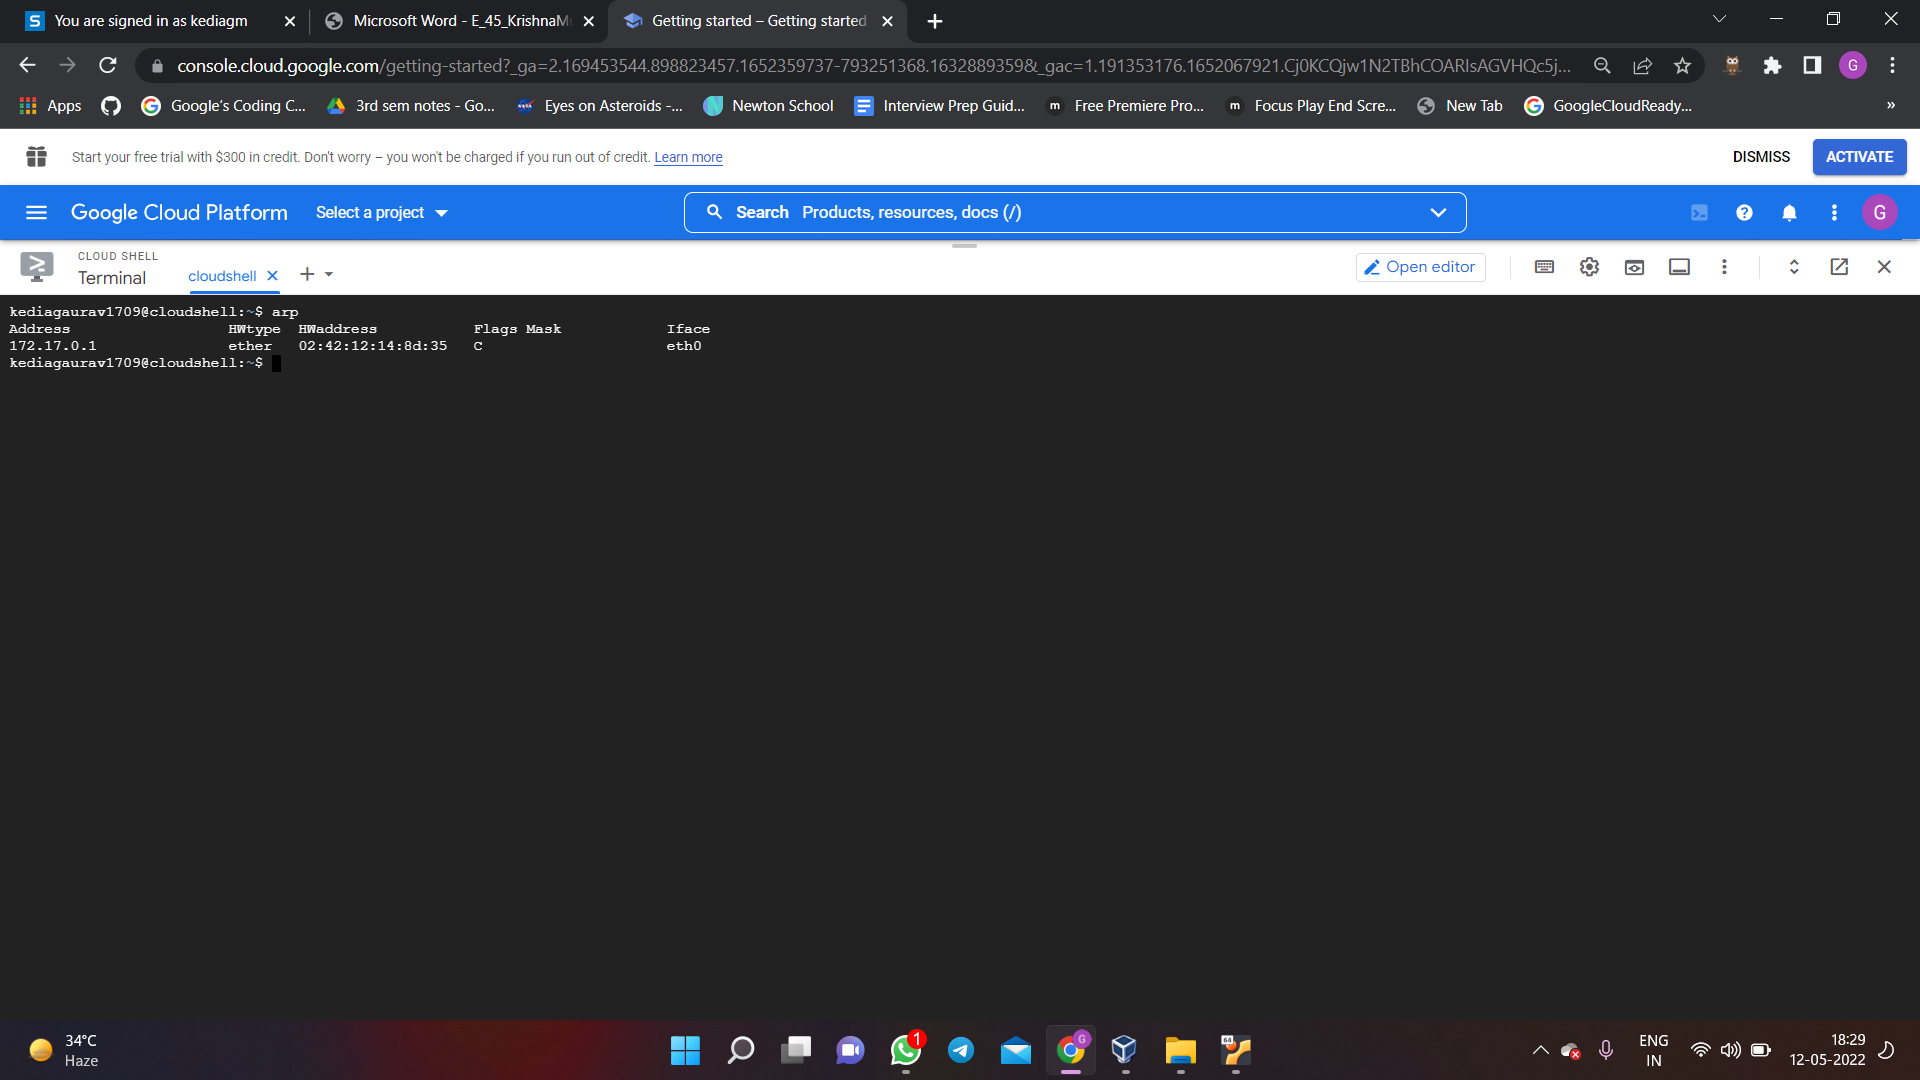 You are signed in as kediagm
Microsoft Word - E_45_KrishnaM
Getting started – Getting started
console.cloud.google.com/getting-started?_ga=2.169453544.898823457.1652359737-793251368.1632889359&_gac=1.191353176.1652067921.Cj0KCQjw1N2TBhCOARIsAGVHQc5j...
G
Apps
Google's Coding C...
3rd sem notes - Go...
Eyes on Asteroids -...
Newton School
Interview Prep Guid...
m Free Premiere Pro...
m Focus Play End Scre...
New Tab
GoogleCloudReady...
»
Start your free trial with $300 in credit. Don't worry – you won't be charged if you run out of credit. Learn more
DISMISS
ACTIVATE
Google Cloud Platform
Select a project
Search Products, resources, docs (/)
G
CLOUD SHELL
Terminal
cloudshell
Open editor
kediagaurav1709@cloudshell:~$ arp
Address HWtype HWaddress Flags Mask Iface
172.17.0.1 ether 02:42:12:14:8d:35 C eth0
kediagaurav1709@cloudshell:~$
34°C
Haze
1
G
64
ENG
IN
18:29
12-05-2022